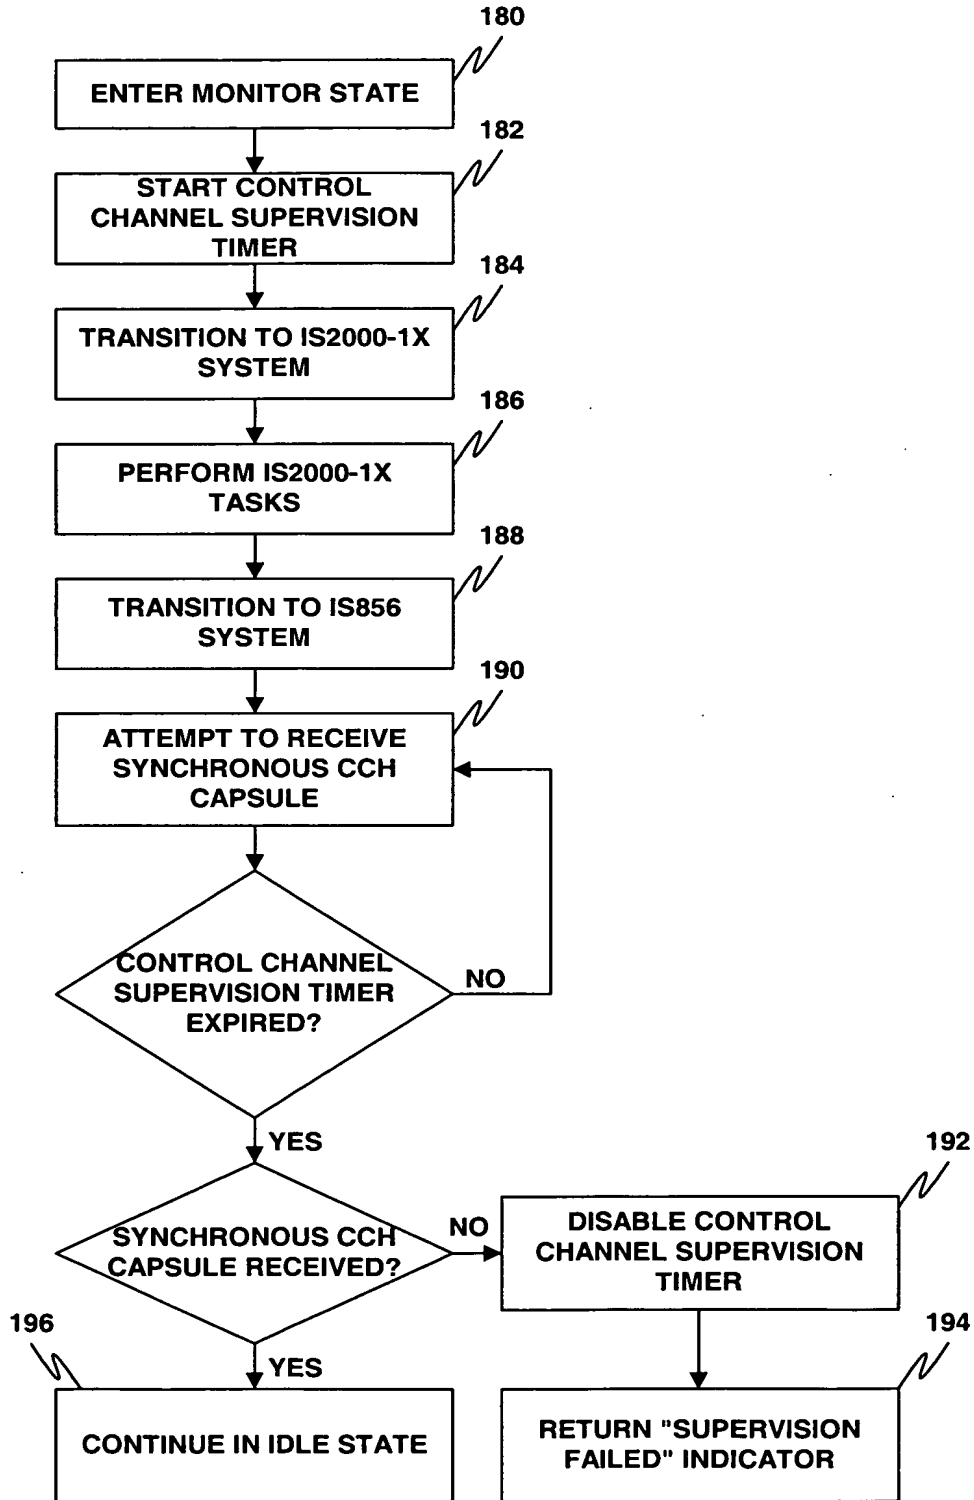 180
ENTER MONITOR STATE
182
START CONTROL
CHANNEL SUPERVISION
TIMER
184
TRANSITION TO IS2000-1X
SYSTEM
186
PERFORM IS2000-1X
TASKS
188
TRANSITION TO IS856
SYSTEM
190
ATTEMPT TO RECEIVE
SYNCHRONOUS CCH
CAPSULE
CONTROL CHANNEL
SUPERVISION TIMER
EXPIRED?
NO
YES
SYNCHRONOUS CCH
CAPSULE RECEIVED?
NO
192
DISABLE CONTROL
CHANNEL SUPERVISION
TIMER
196
YES
194
CONTINUE IN IDLE STATE
RETURN "SUPERVISION
FAILED" INDICATOR